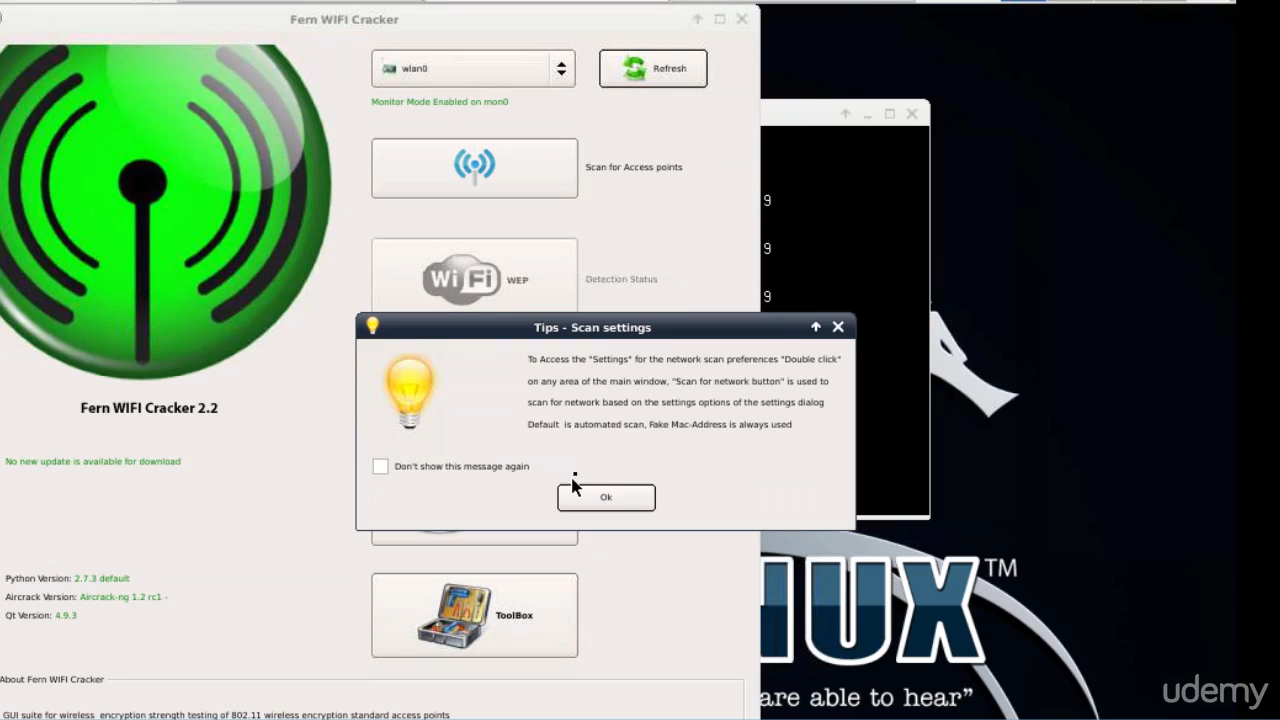 Fern WIFI Cracker
wlan0
Refresh
Monitor Mode Enabled on mon0
Scan for Access points
9
9
9
WiFi WEP
Detection Status
Tips - Scan settings
To Access the "Settings" for the network scan preferences "Double click"
on any area of the main window, "Scan for network button" is used to
scan for network based on the settings options of the settings dialog
Default is automated scan, Fake Mac-Address is always used
Don't show this message again
Ok
Fern WIFI Cracker 2.2
No new update is available for download
Python Version: 2.7.3 default
Aircrack Version: Aircrack-ng 1.2 rc1 -
Qt Version: 4.9.3
ToolBox
About Fern WIFI Cracker
GUI suite for wireless encryption strength testing of 802.11 wireless encryption standard access points
UX™
are able to hear”
udemy